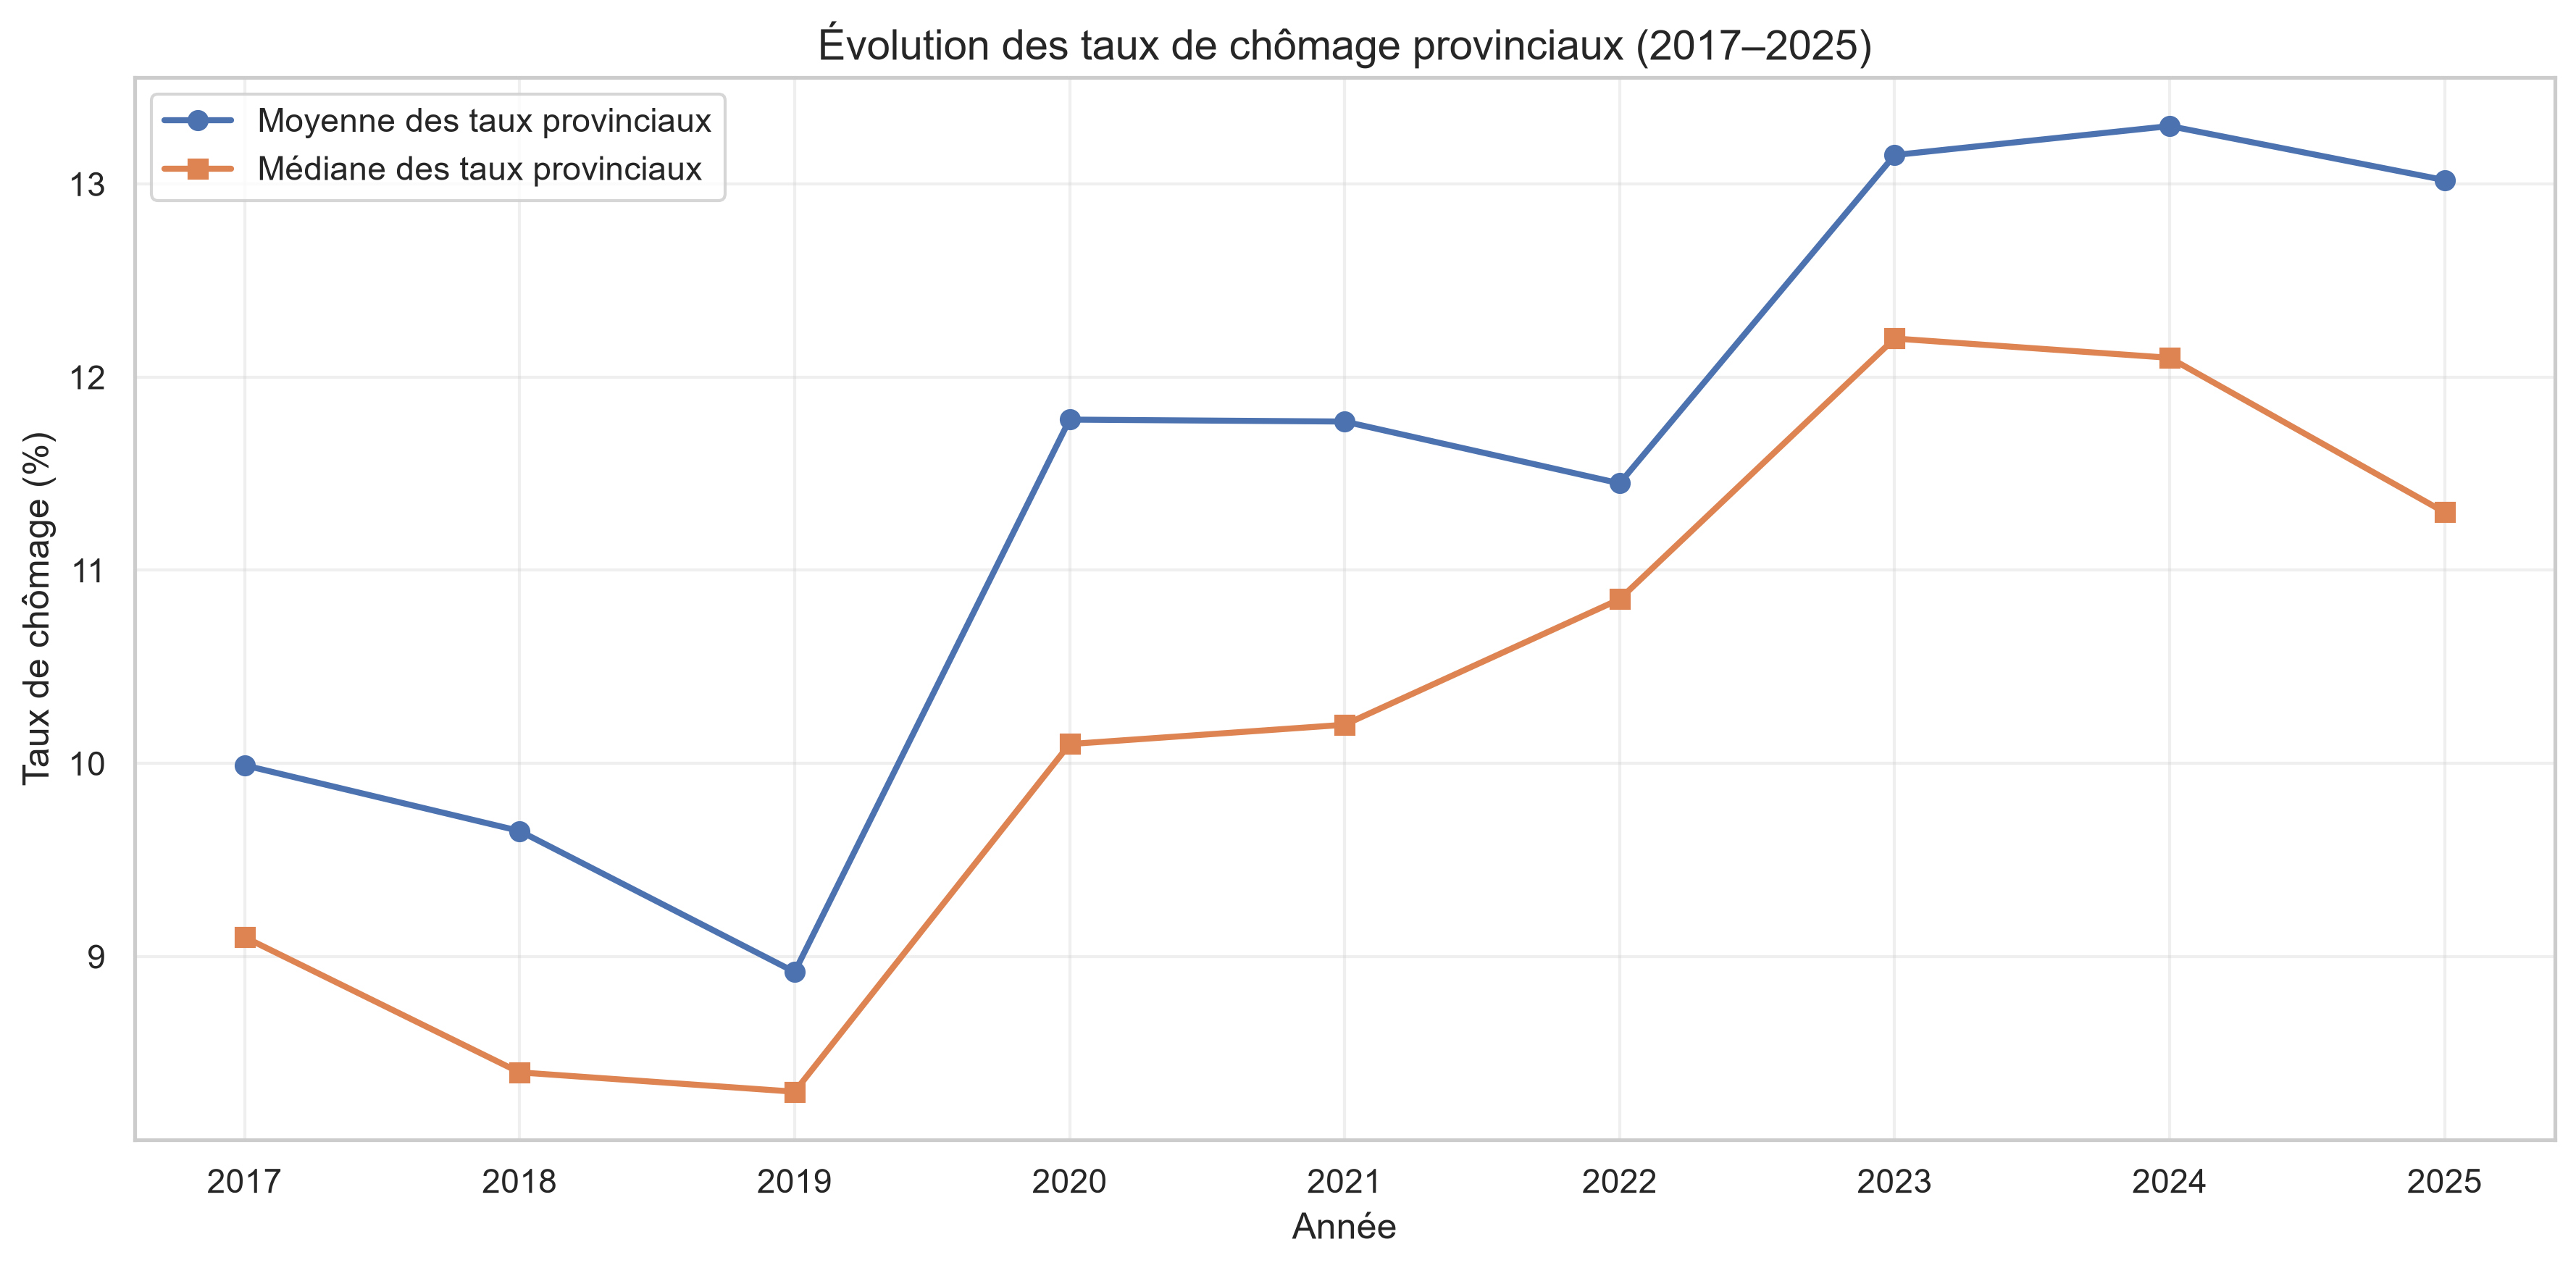 Évolution des taux de chômage provinciaux (2017–2025)
Moyenne des taux provinciaux
Médiane des taux provinciaux
Taux de chômage (%)
13
12
11
10
9
2017 2018 2019 2020 2021 2022 2023 2024 2025
Année